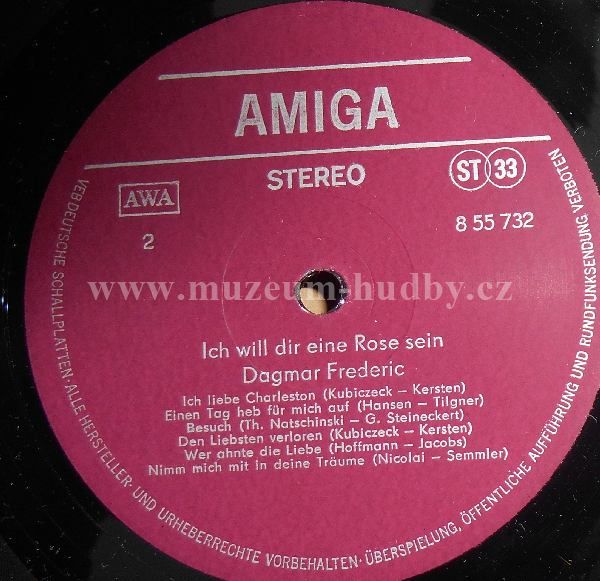 AMIGA
STEREO
ST 33
AWA
2
8 55 732
www.muzeum-hudby.cz
Ich will dir eine Rose sein
Dagmar Frederic
Ich liebe Charleston (Kubiczeck – Kersten)
Einen Tag heb für mich auf (Hansen – Tilgner)
Besuch (Th. Natschinski – G. Steineckert)
Den Liebsten verloren (Kubiczeck – Kersten)
Wer ahnte die Liebe (Hoffmann – Jacobs)
Nimm mich mit in deine Träume (Nicolai – Semmler)
VEB DEUTSCHE SCHALLPLATTEN · ALLE HERSTELLER- UND URHEBERRECHTE VORBEHALTEN · ÜBERSPIELUNG, ÖFFENTLICHE AUFFÜHRUNG UND RUNDFUNKSENDUNG VERBOTEN